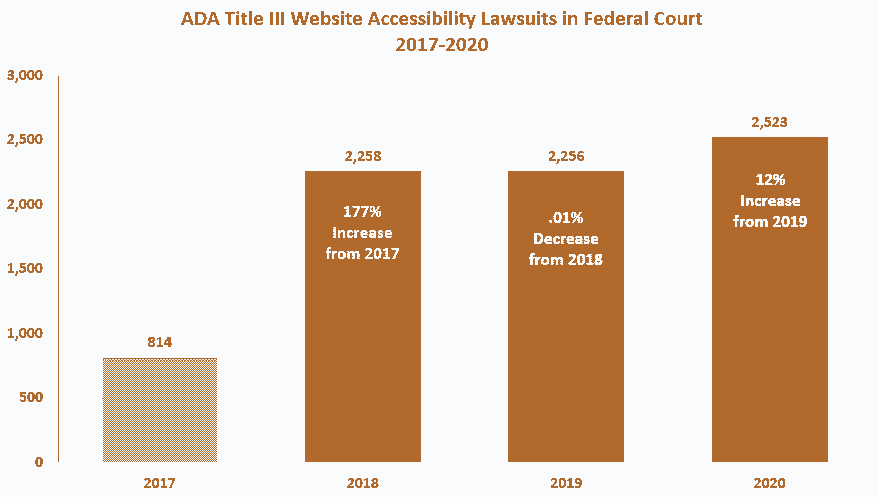 ADA Title III Website Accessibility Lawsuits in Federal Court
2017-2020
3,000
2,500
2,000
1,500
1,000
500
0
814
2,258
177%
Increase
from 2017
2,256
.01%
Decrease
from 2018
2,523
12%
Increase
from 2019
2017
2018
2019
2020